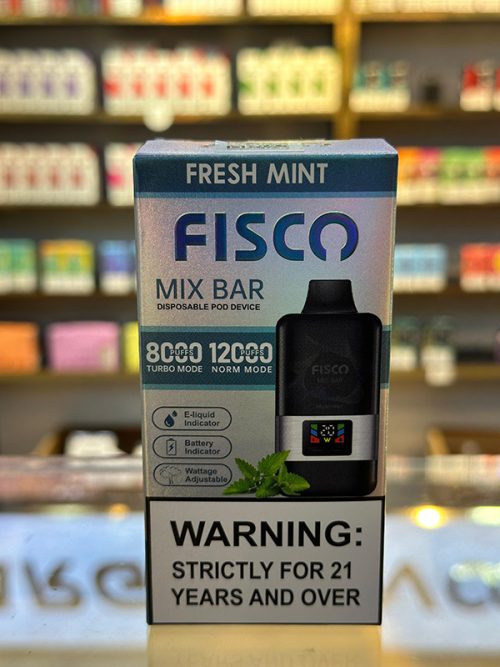 FRESH MINT
FISCO
MIX BAR
DISPOSABLE POD DEVICE
8000 PUFFS 12000 PUFFS
TURBO MODE NORM MODE
FISCO
MIX BAR
20
W
E-liquid
Indicator
Battery
Indicator
Wattage
Adjustable
WARNING:
STRICTLY FOR 21
YEARS AND OVER